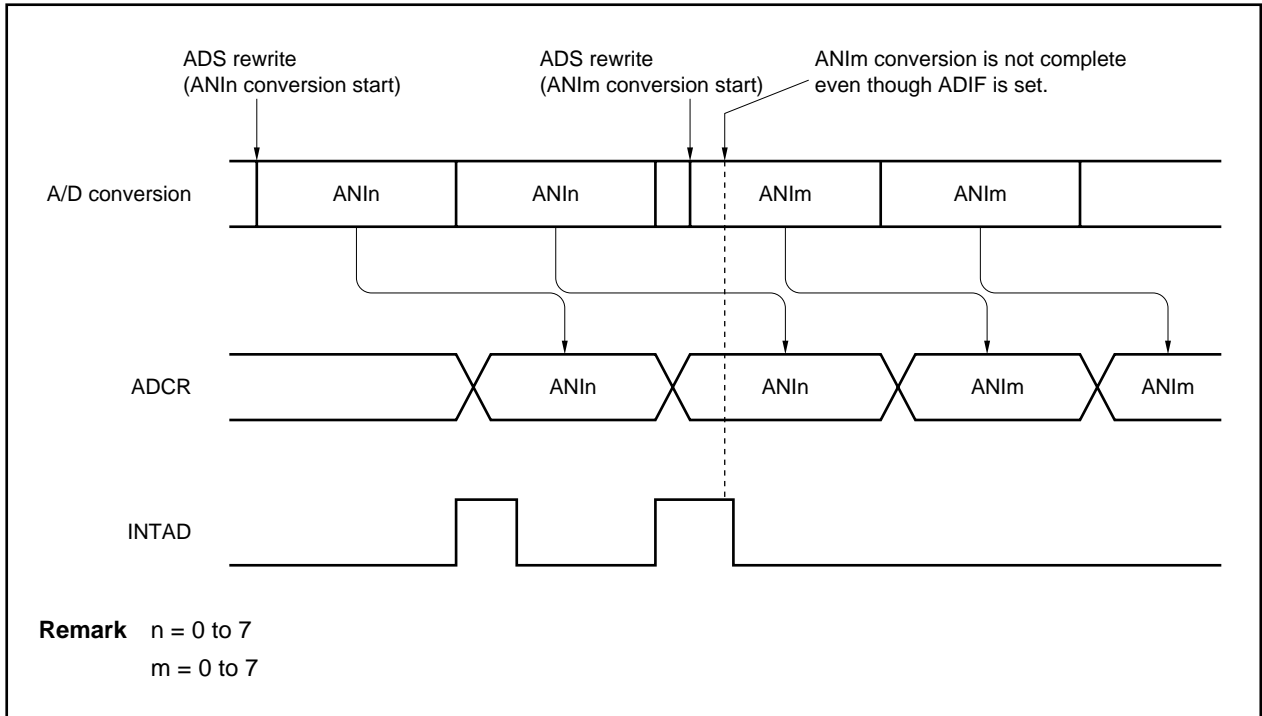 ADS rewrite
(ANIn conversion start)
ADS rewrite
(ANIm conversion start)
ANIm conversion is not complete
even though ADIF is set.
A/D conversion
ANIn
ANIn
ANIm
ANIm
ADCR
ANIn
ANIn
ANIm
ANIm
INTAD
Remark n = 0 to 7
m = 0 to 7